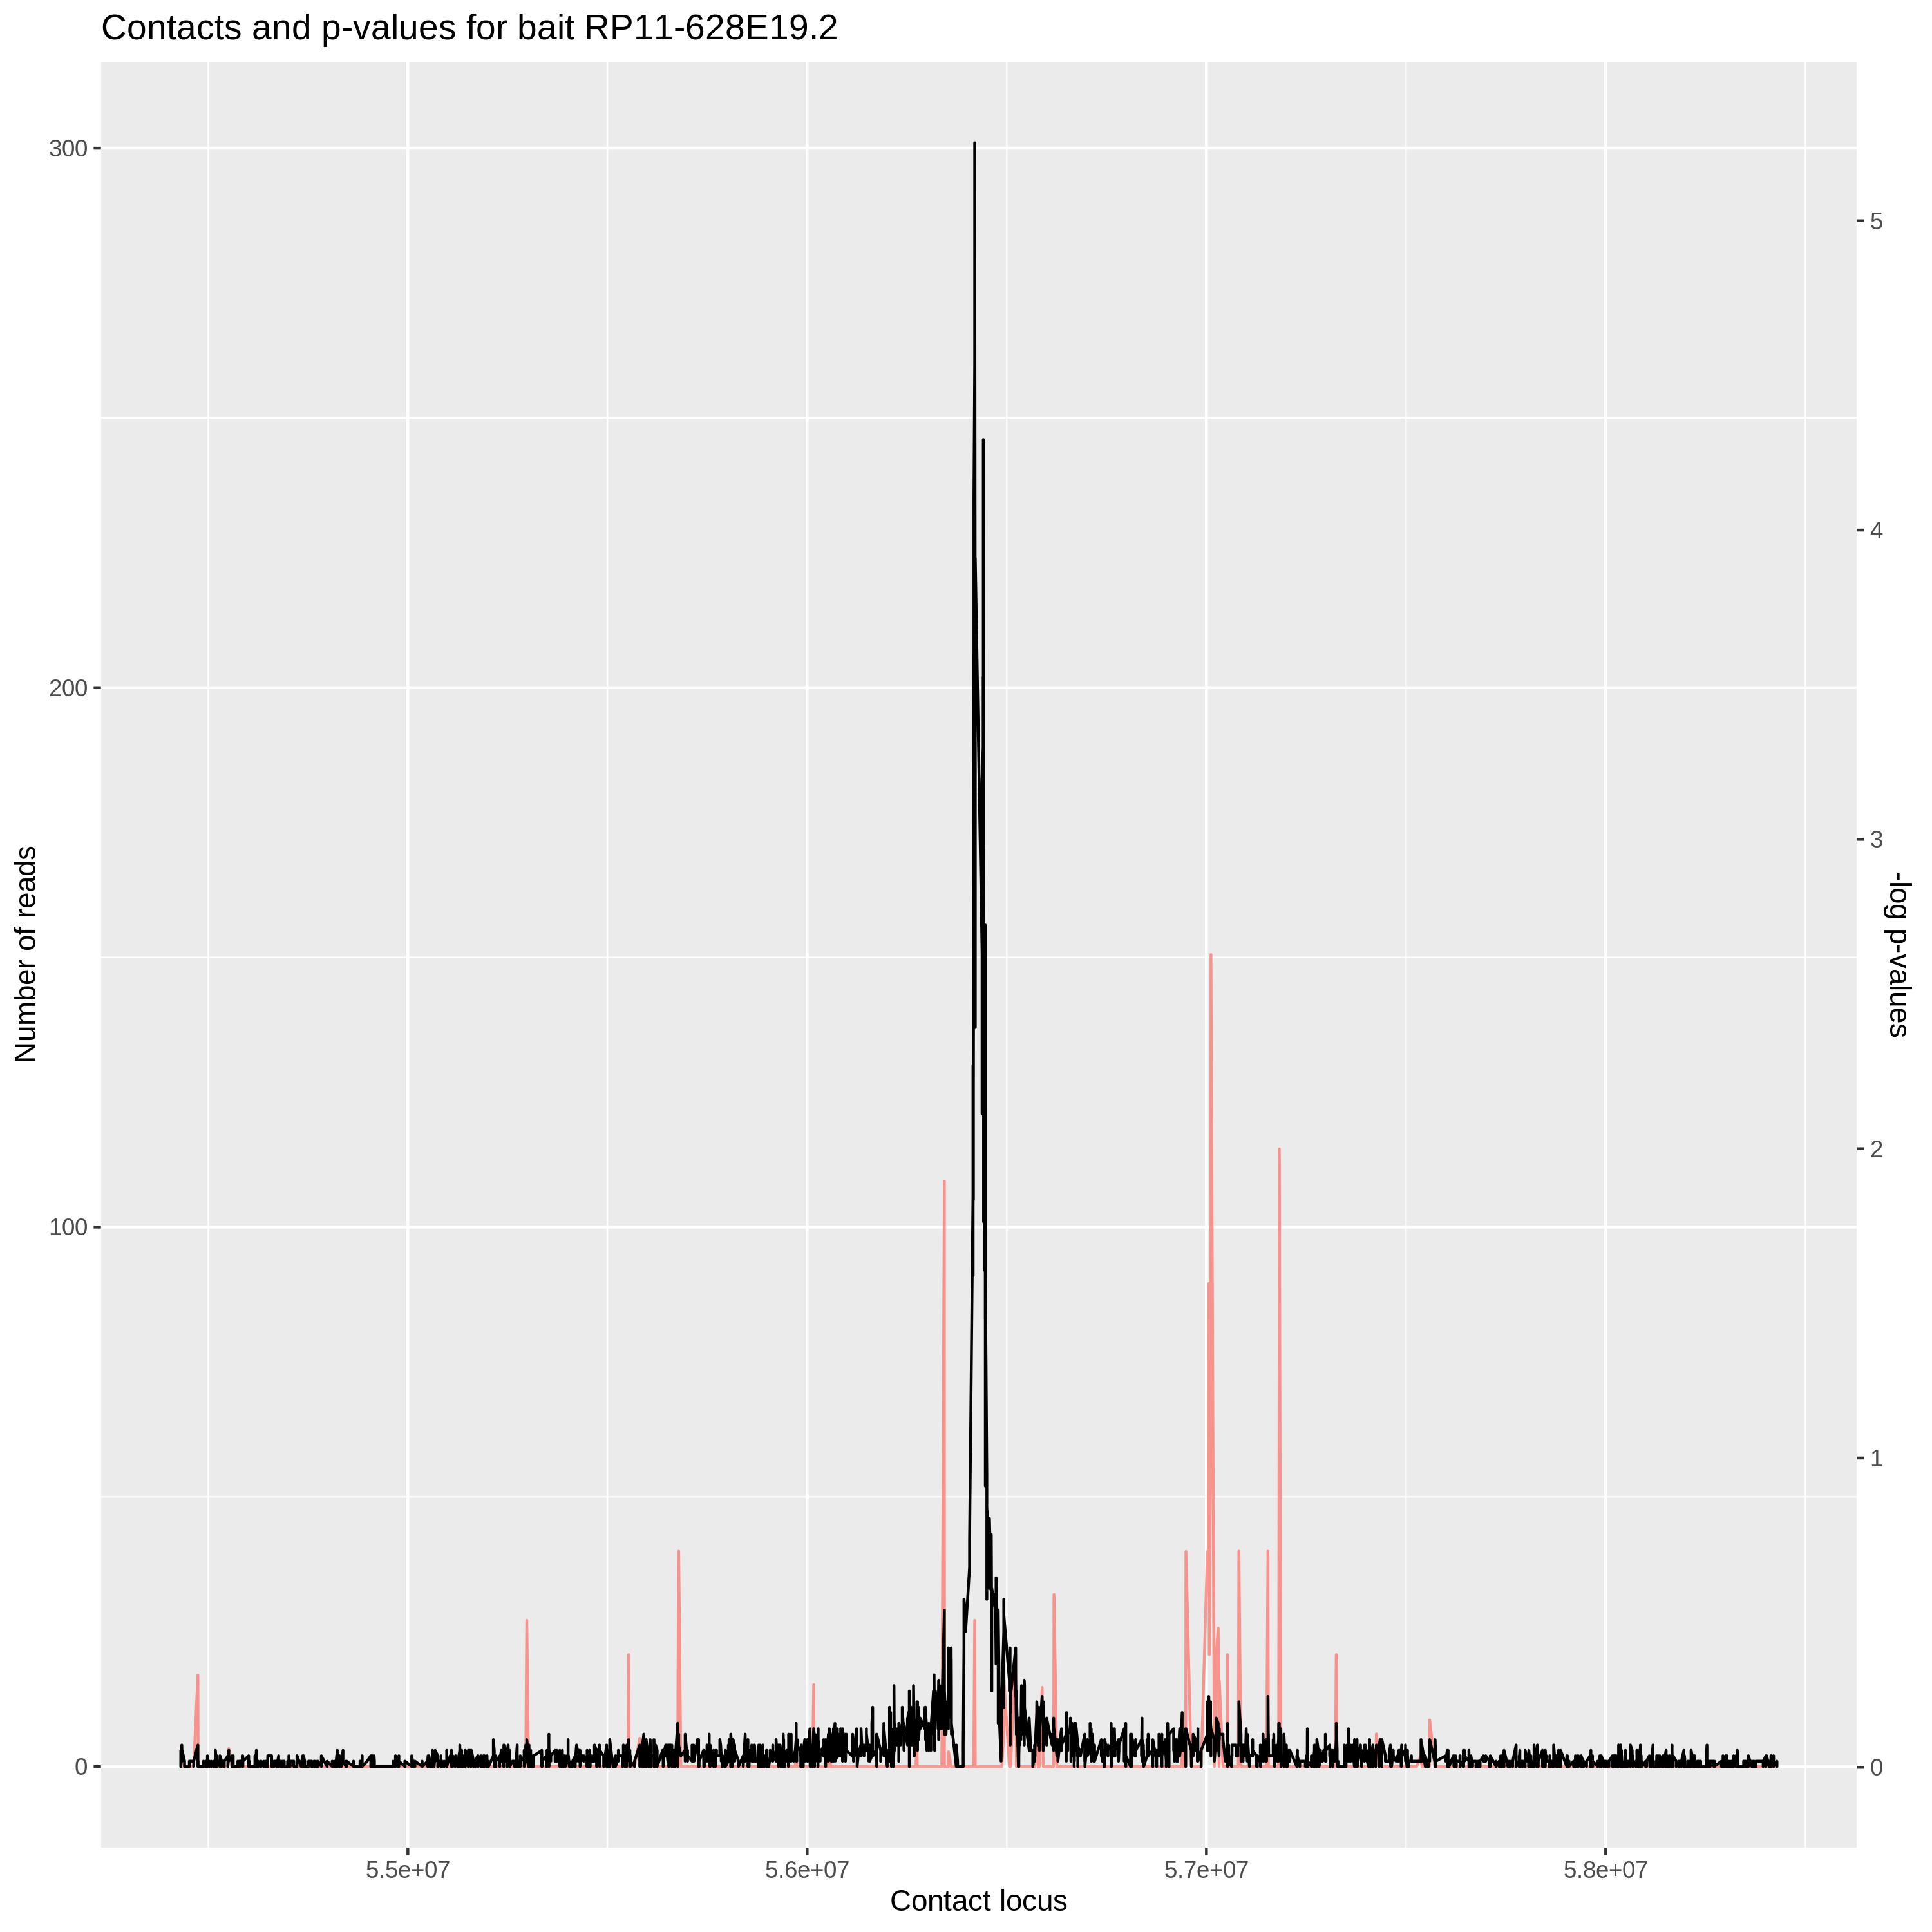 Contacts and p-values for bait RP11-628E19.2
300
200
100
0
Number of reads
5
4
3
2
1
0
-log p-values
5.5e+07
5.6e+07
5.7e+07
5.8e+07
Contact locus